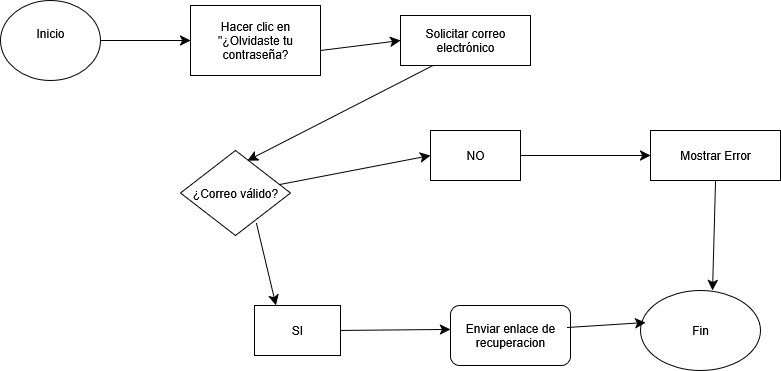 Inicio
Hacer clic en
"¿Olvidaste tu
contraseña?
Solicitar correo
electrónico
¿Correo válido?
NO
Mostrar Error
SI
Enviar enlace de
recuperacion
Fin